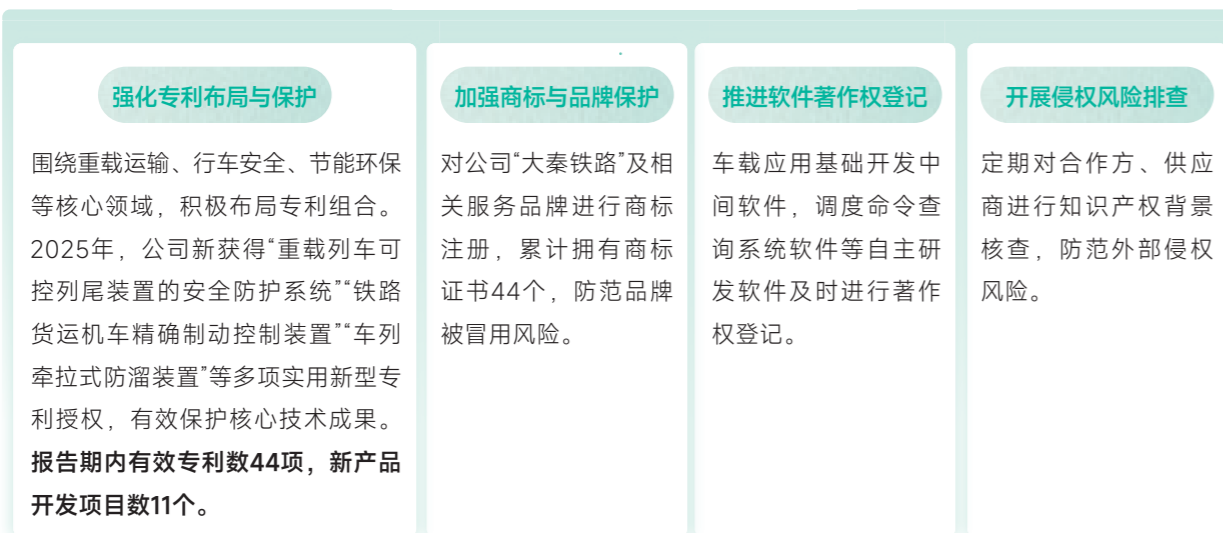 强化专利布局与保护
围绕重载运输、行车安全、节能环保
等核心领域，积极布局专利组合。
2025年，公司新获得“重载列车可
控列尾装置的安全防护系统”“铁路
货运机车精确制动控制装置”“车列
牵拉式防溜装置”等多项实用新型专
利授权，有效保护核心技术成果。
报告期内有效专利数44项，新产品
开发项目数11个。
加强商标与品牌保护
对公司“大秦铁路”及相
关服务品牌进行商标
注册，累计拥有商标
证书44个，防范品牌
被冒用风险。
推进软件著作权登记
车载应用基础开发中
间软件，调度命令查
询系统软件等自主研
发软件及时进行著作
权登记。
开展侵权风险排查
定期对合作方、供应
商进行知识产权背景
核查，防范外部侵权
风险。